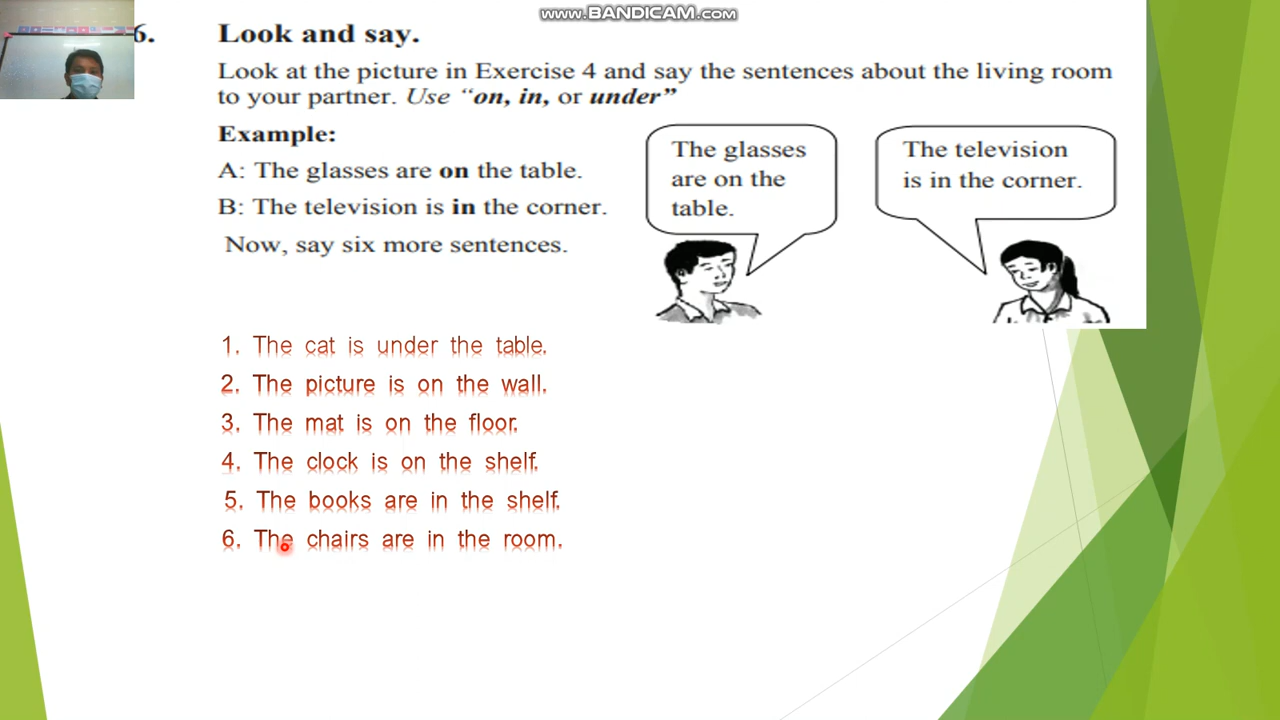 www.BANDICAM.com
6. Look and say.
Look at the picture in Exercise 4 and say the sentences about the living room
to your partner. Use “on, in, or under”
Example:
A: The glasses are on the table.
B: The television is in the corner.
Now, say six more sentences.
The glasses
are on the
table.
The television
is in the corner.
1. The cat is under the table.
2. The picture is on the wall.
3. The mat is on the floor.
4. The clock is on the shelf.
5. The books are in the shelf.
6. The chairs are in the room.